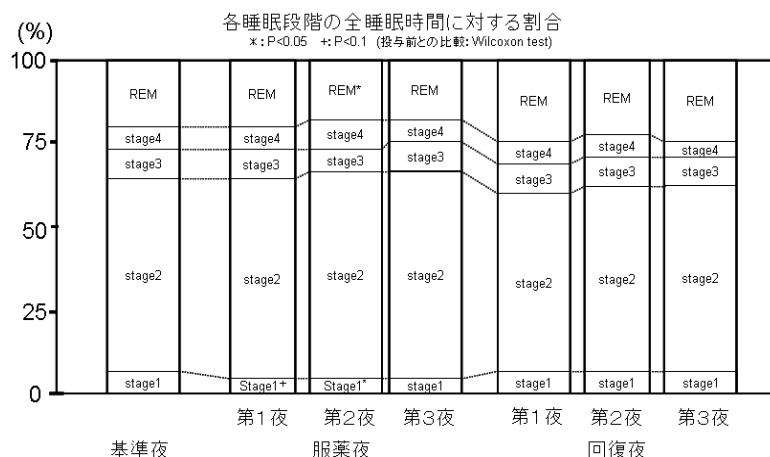 各睡眠段階の全睡眠時間に対する割合
*: P<0.05 +: P<0.1 (投与前との比較: Wilcoxon test)
(%)
100
75
50
25
0
REM REM REM* REM REM REM REM
stage4 stage4 stage4 stage4 stage4 stage4 stage4
stage3 stage3 stage3 stage3 stage3 stage3 stage3
stage2 stage2 stage2 stage2 stage2 stage2 stage2
stage1 Stage1+ Stage1* stage1 stage1 stage1 stage1
第1夜 第2夜 第3夜 第1夜 第2夜 第3夜
基準夜 服薬夜 回復夜